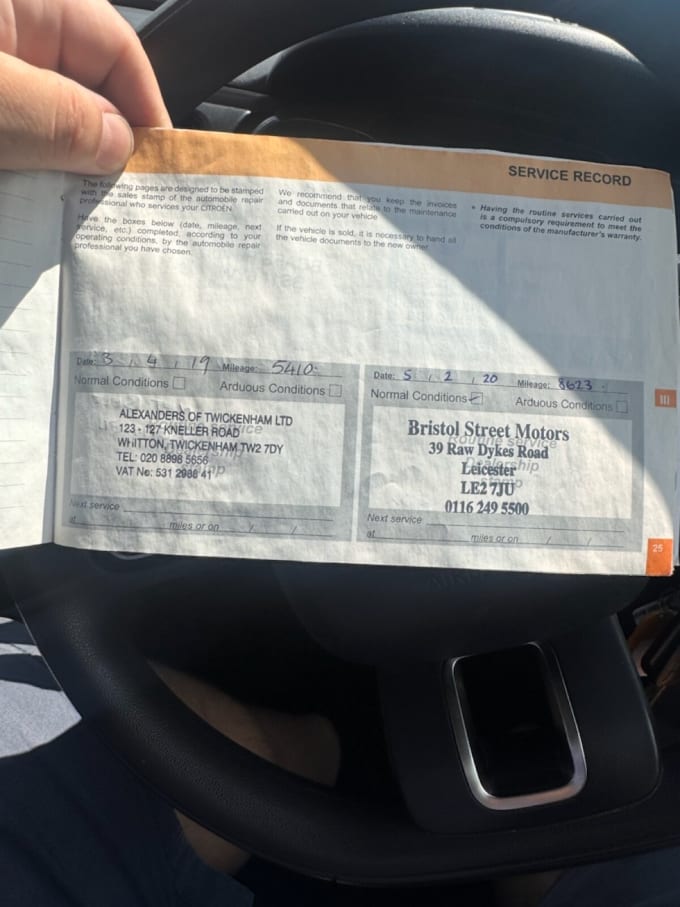 SERVICE RECORD
The following pages are designed to be stamped
with the sales stamp of the automobile repair
professional who services your CITROËN.
Have the boxes below (date, mileage, next
service, etc.) completed, according to your
operating conditions, by the automobile repair
professional you have chosen.
We recommend that you keep the invoices
and documents that relate to the maintenance
carried out on your vehicle.
If the vehicle is sold, it is necessary to hand all
the vehicle documents to the new owner.
* Having the routine services carried out
is a compulsory requirement to meet the
conditions of the manufacturer's warranty.
Date: 3 / 4 / 19 Mileage: 5410
Normal Conditions Arduous Conditions
ALEXANDERS OF TWICKENHAM LTD
123 - 127 KNELLER ROAD
WHITTON, TWICKENHAM TW2 7DY
TEL: 020 8898 5656
VAT No: 531 2988 41
Next service
at miles or on / /
Date: 5 / 2 / 20 Mileage: 8623
Normal Conditions Arduous Conditions
Routine service
Bristol Street Motors
39 Raw Dykes Road
Leicester
LE2 7JU
0116 249 5500
Next service
at miles or on / /
III
25